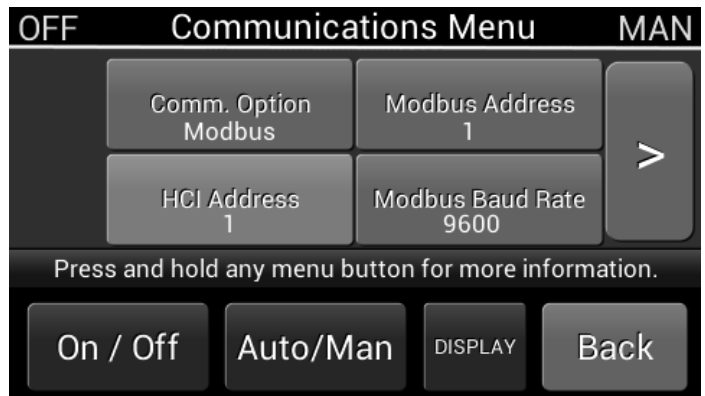 OFF Communications Menu MAN
Comm. Option Modbus Address
Modbus 1
>
HCI Address Modbus Baud Rate
1 9600
Press and hold any menu button for more information.
On / Off Auto/Man DISPLAY Back